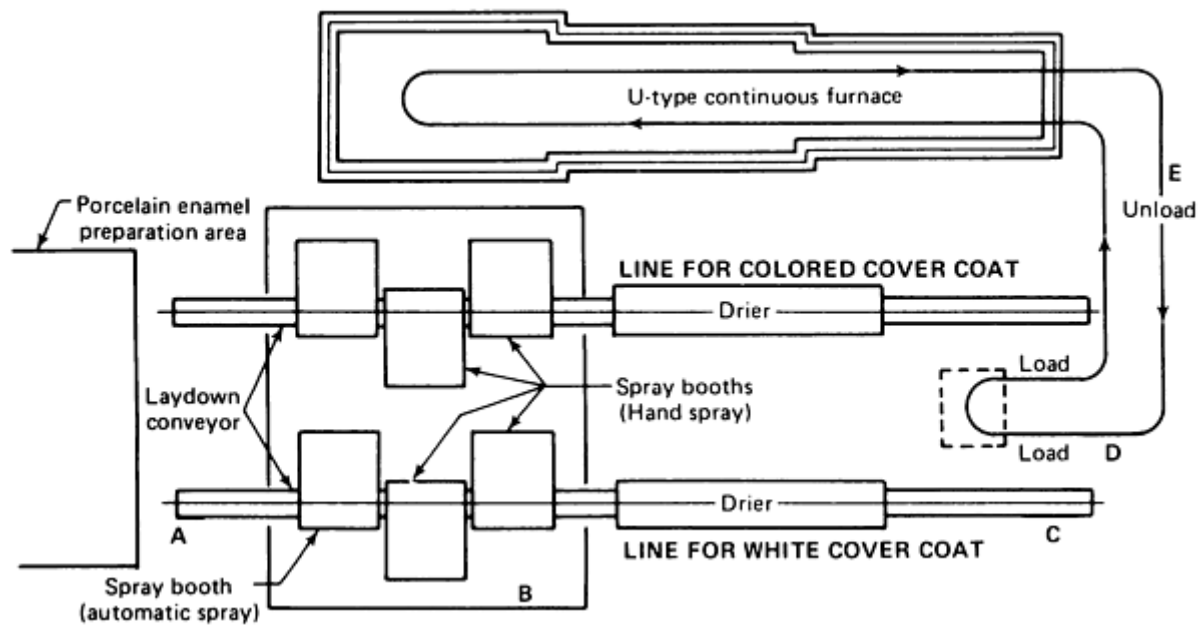 U-type continuous furnace
E
Unload
Porcelain enamel
preparation area
LINE FOR COLORED COVER COAT
Drier
Load
Laydown
conveyor
Spray booths
(Hand spray)
Load
D
Drier
A
C
LINE FOR WHITE COVER COAT
Spray booth
(automatic spray)
B